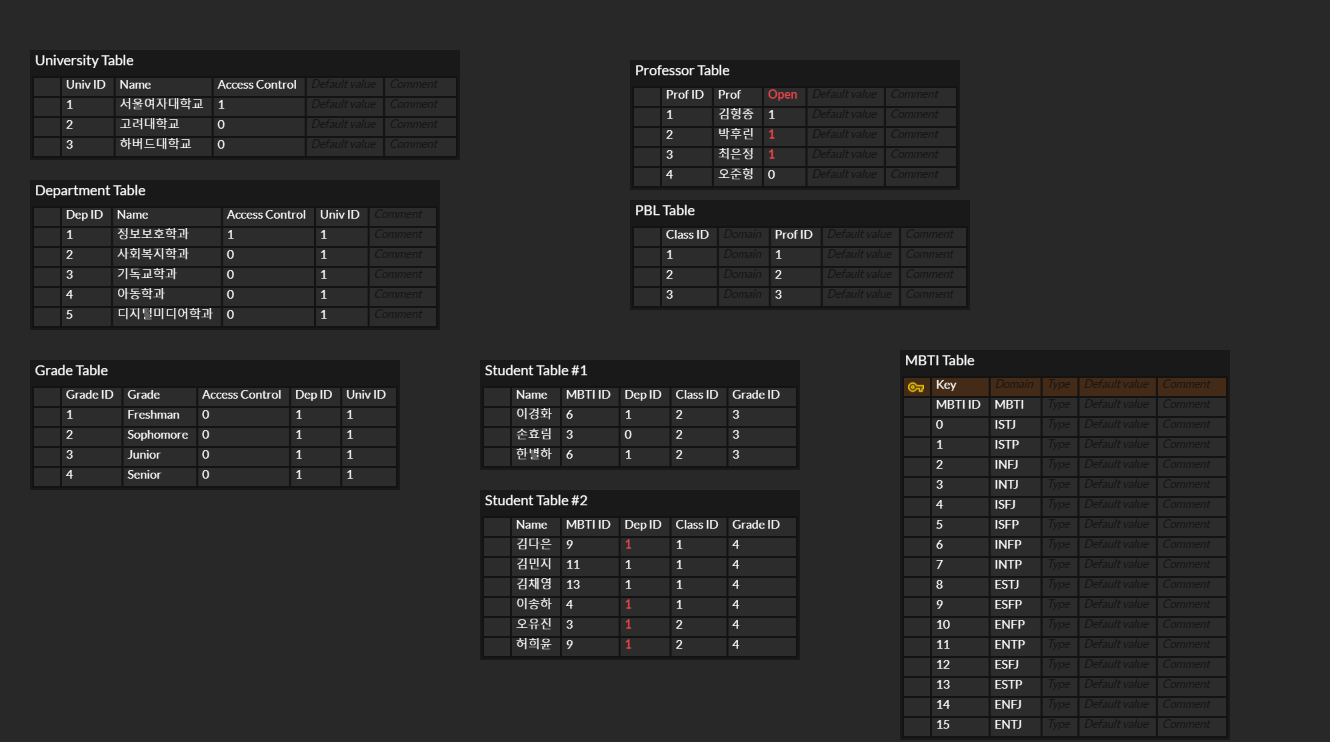 University Table
Univ ID Name Access Control Default value Comment
1 서울여자대학교 1 Default value Comment
2 고려대학교 0 Default value Comment
3 하버드대학교 0 Default value Comment
Department Table
Dep ID Name Access Control Univ ID Comment
1 정보보호학과 1 1 Comment
2 사회복지학과 0 1 Comment
3 기독교학과 0 1 Comment
4 아동학과 0 1 Comment
5 디지털미디어학과 0 1 Comment
Grade Table
Grade ID Grade Access Control Dep ID Univ ID
1 Freshman 0 1 1
2 Sophomore 0 1 1
3 Junior 0 1 1
4 Senior 0 1 1
Student Table #1
Name MBTI ID Dep ID Class ID Grade ID
이경화 6 1 2 3
손효림 3 0 2 3
한별하 6 1 2 3
Student Table #2
Name MBTI ID Dep ID Class ID Grade ID
김다은 9 1 1 4
김민지 11 1 1 4
김채영 13 1 1 4
이송하 4 1 1 4
오유진 3 1 2 4
허희윤 9 1 2 4
Professor Table
Prof ID Prof Open Default value Comment
1 김형종 1 Default value Comment
2 박후린 1 Default value Comment
3 최은정 1 Default value Comment
4 오준형 0 Default value Comment
PBL Table
Class ID Domain Prof ID Default value Comment
1 Domain 1 Default value Comment
2 Domain 2 Default value Comment
3 Domain 3 Default value Comment
MBTI Table
Key Domain Type Default value Comment
MBTI ID MBTI Type Default value Comment
0 ISTJ Type Default value Comment
1 ISTP Type Default value Comment
2 INFJ Type Default value Comment
3 INTJ Type Default value Comment
4 ISFJ Type Default value Comment
5 ISFP Type Default value Comment
6 INFP Type Default value Comment
7 INTP Type Default value Comment
8 ESTJ Type Default value Comment
9 ESFP Type Default value Comment
10 ENFP Type Default value Comment
11 ENTP Type Default value Comment
12 ESFJ Type Default value Comment
13 ESTP Type Default value Comment
14 ENFJ Type Default value Comment
15 ENTJ Type Default value Comment